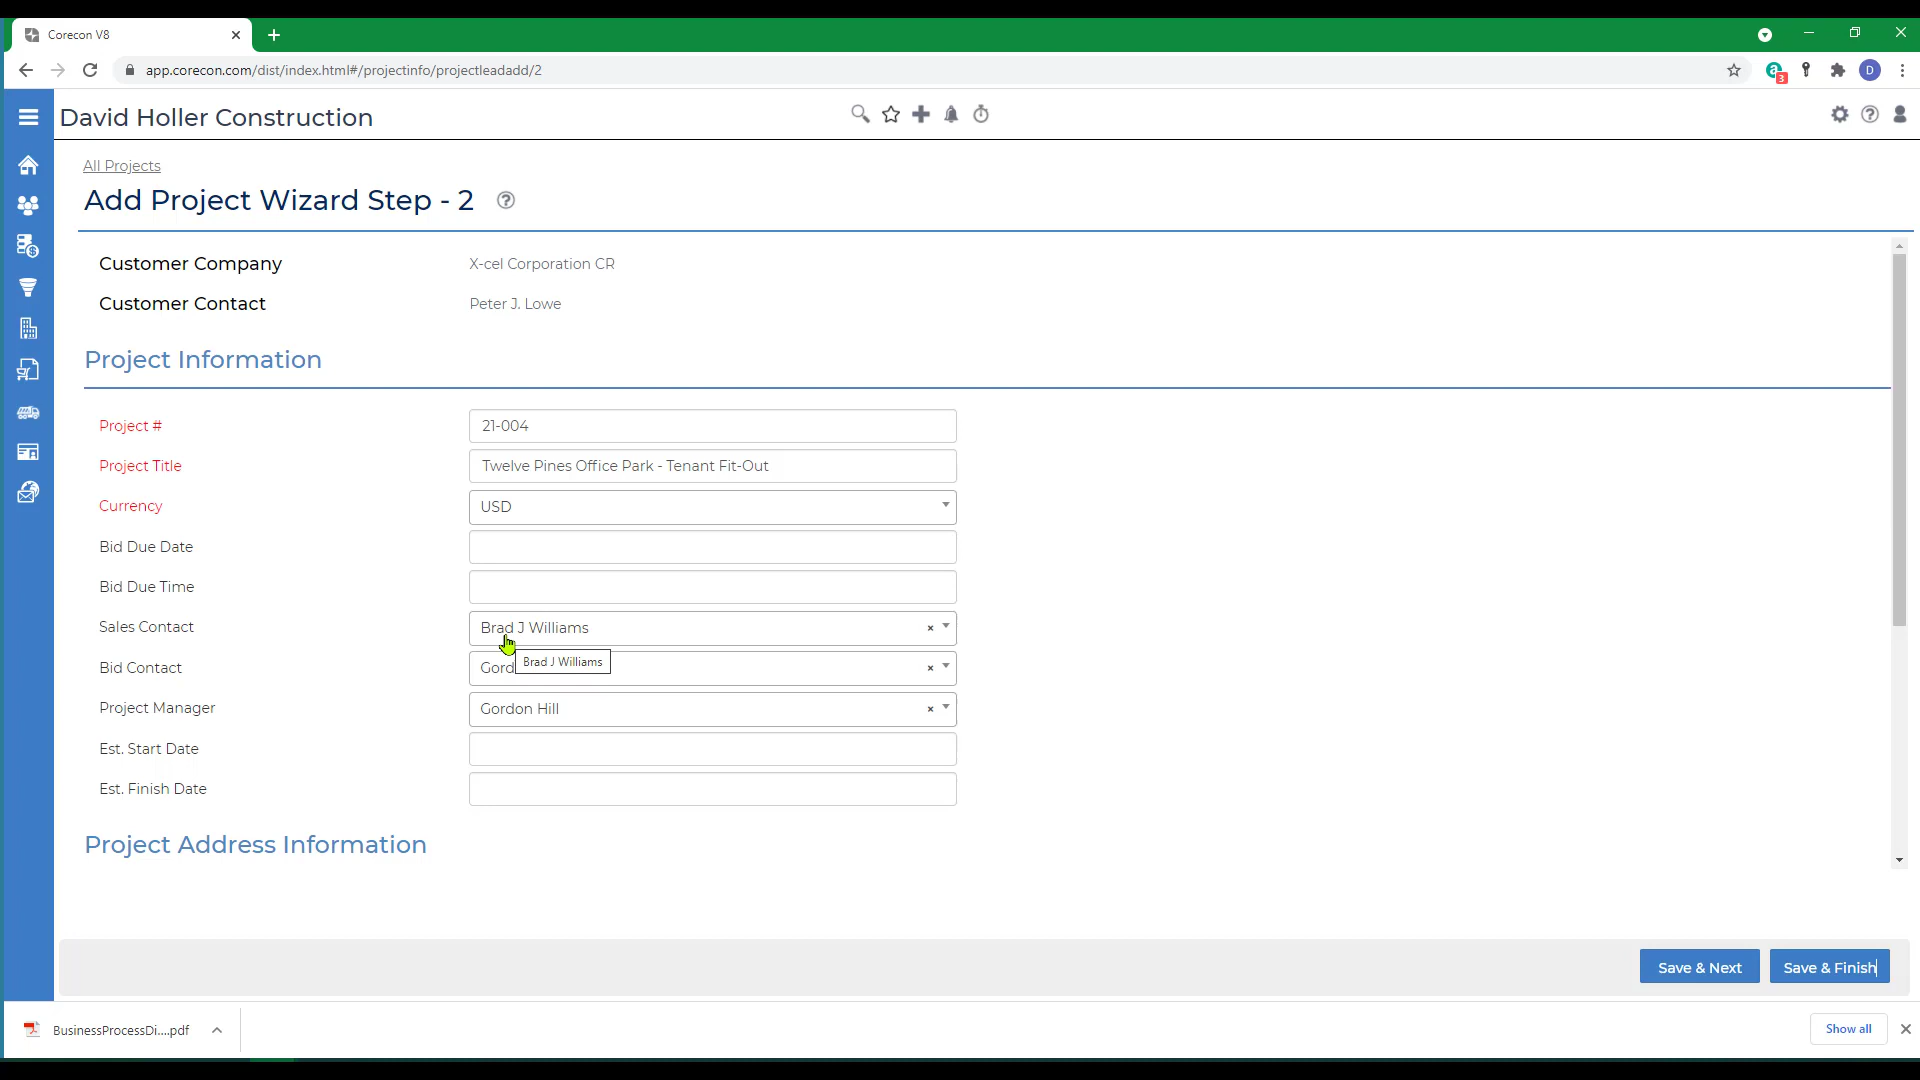 Corecon V8
app.corecon.com/dist/index.html#/projectinfo/projectleadadd/2
a
3
D
David Holler Construction
All Projects
Add Project Wizard Step - 2 ?
Customer Company X-cel Corporation CR
Customer Contact Peter J. Lowe
Project Information
Project # 21-004
Project Title Twelve Pines Office Park - Tenant Fit-Out
Currency USD
Bid Due Date
Bid Due Time
Sales Contact Brad J Williams ×
Brad J Williams
Bid Contact Gord ×
Project Manager Gordon Hill ×
Est. Start Date
Est. Finish Date
Project Address Information
Save & Next Save & Finish
BusinessProcessDi....pdf Show all